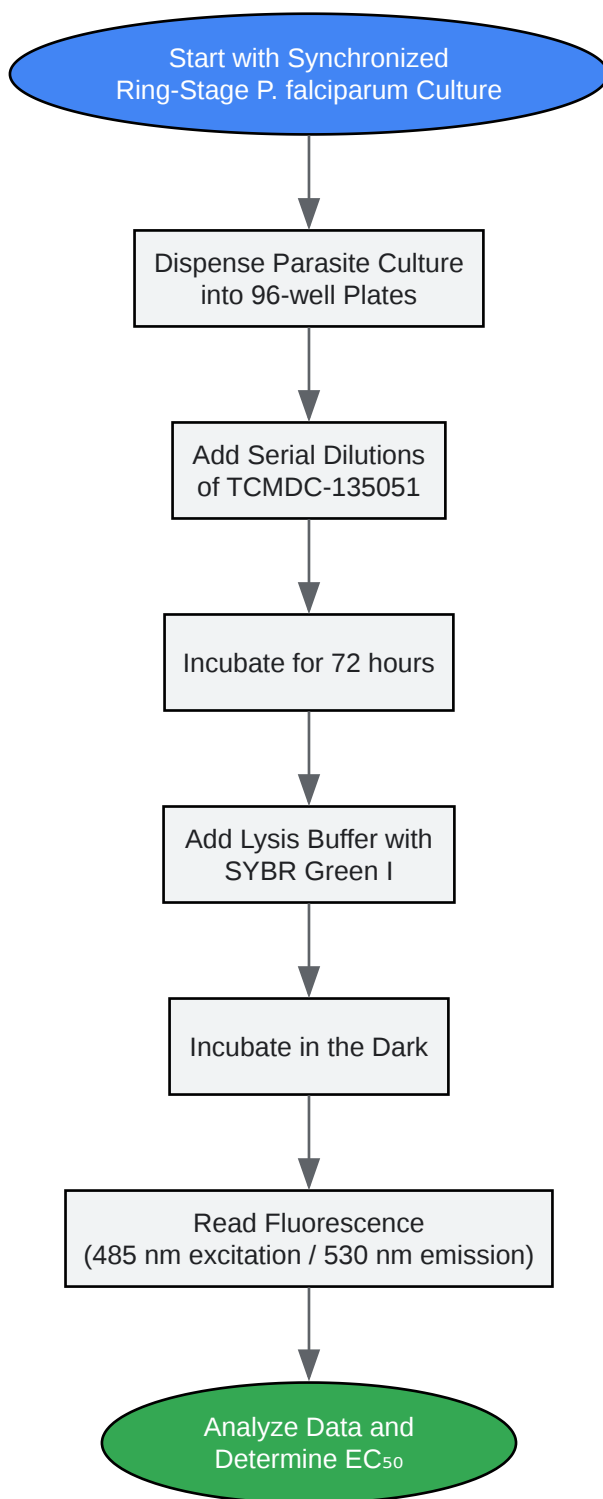 Start with Synchronized
Ring-Stage P. falciparum Culture
Dispense Parasite Culture
into 96-well Plates
Add Serial Dilutions
of TCMDC-135051
Incubate for 72 hours
Add Lysis Buffer with
SYBR Green I
Incubate in the Dark
Read Fluorescence
(485 nm excitation / 530 nm emission)
Analyze Data and
Determine EC₅₀